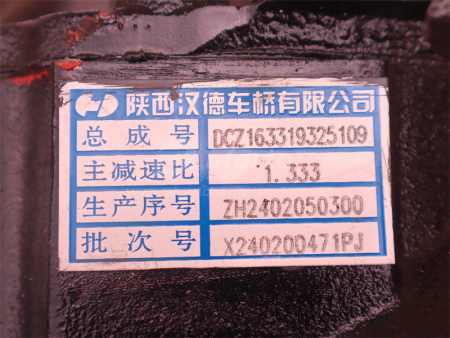 陕西汉德车桥有限公司
总成号 DCZ163319325109
主减速比 1.333
生产序号 ZH2402050300
批次号 X240200471PJ